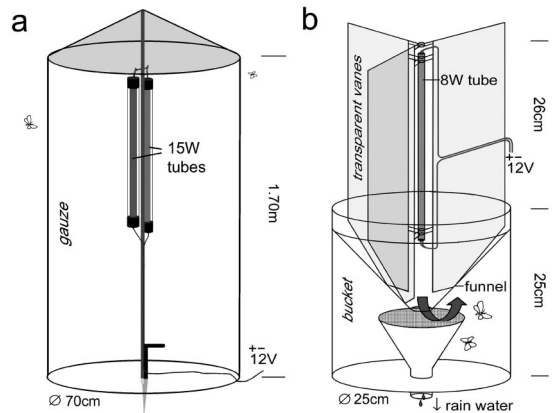 a
15W
tubes
gauze
1.70m
+ −
12V
Ø 70cm
b
8W tube
transparent vanes
26cm
+ −
12V
funnel
bucket
25cm
Ø 25cm
↓ rain water